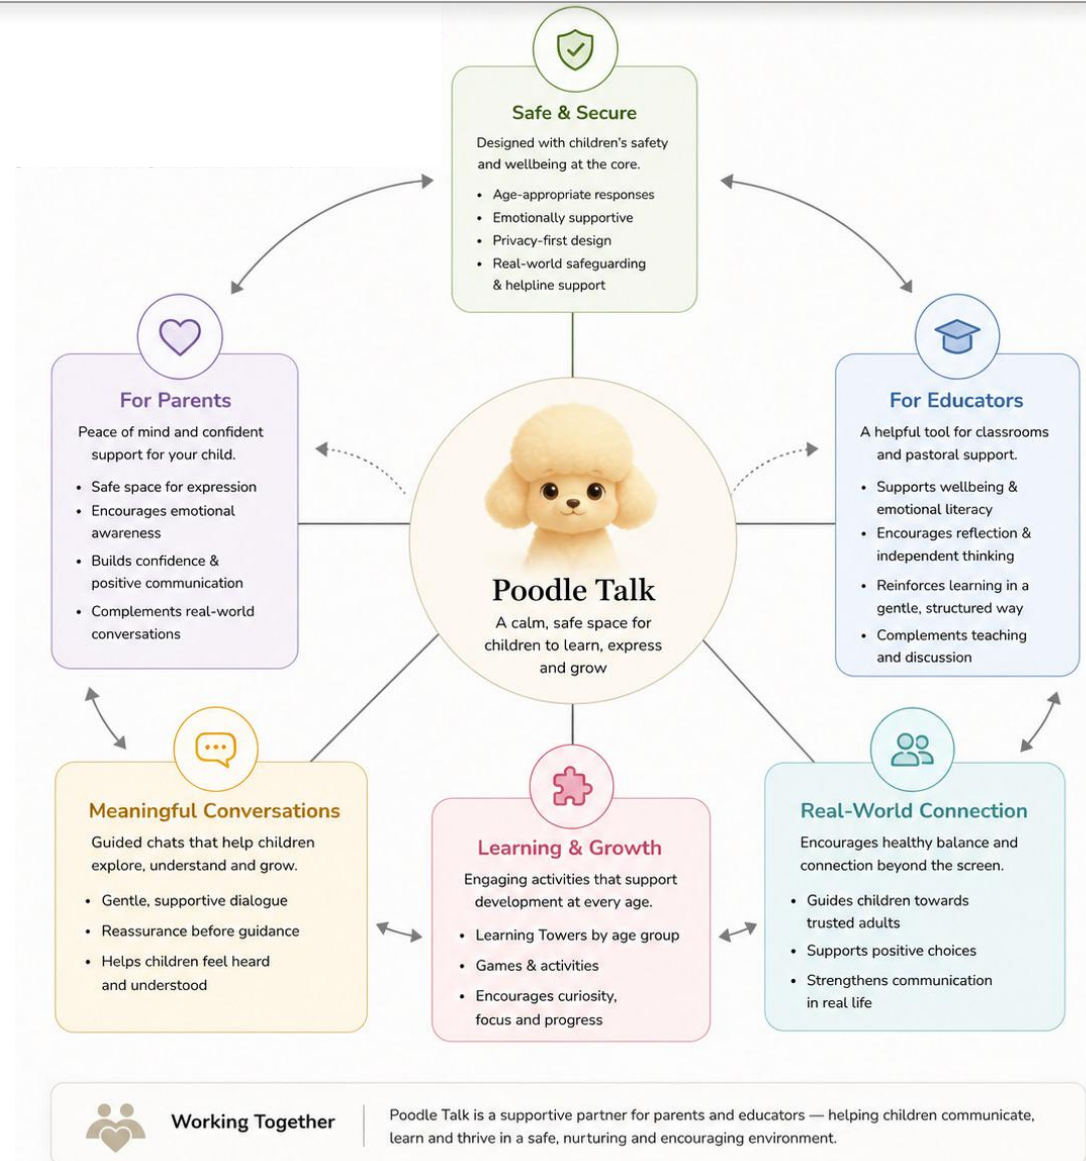 Safe & Secure
Designed with children's safety
and wellbeing at the core.
• Age-appropriate responses
• Emotionally supportive
• Privacy-first design
• Real-world safeguarding
& helpline support
For Parents
Peace of mind and confident
support for your child.
• Safe space for expression
• Encourages emotional
awareness
• Builds confidence &
positive communication
• Complements real-world
conversations
Poodle Talk
A calm, safe space for
children to learn, express
and grow
For Educators
A helpful tool for classrooms
and pastoral support.
• Supports wellbeing &
emotional literacy
• Encourages reflection &
independent thinking
• Reinforces learning in a
gentle, structured way
• Complements teaching
and discussion
Meaningful Conversations
Guided chats that help children
explore, understand and grow.
• Gentle, supportive dialogue
• Reassurance before guidance
• Helps children feel heard
and understood
Learning & Growth
Engaging activities that support
development at every age.
• Learning Towers by age group
• Games & activities
• Encourages curiosity,
focus and progress
Real-World Connection
Encourages healthy balance and
connection beyond the screen.
• Guides children towards
trusted adults
• Supports positive choices
• Strengthens communication
in real life
Working Together
Poodle Talk is a supportive partner for parents and educators — helping children communicate,
learn and thrive in a safe, nurturing and encouraging environment.